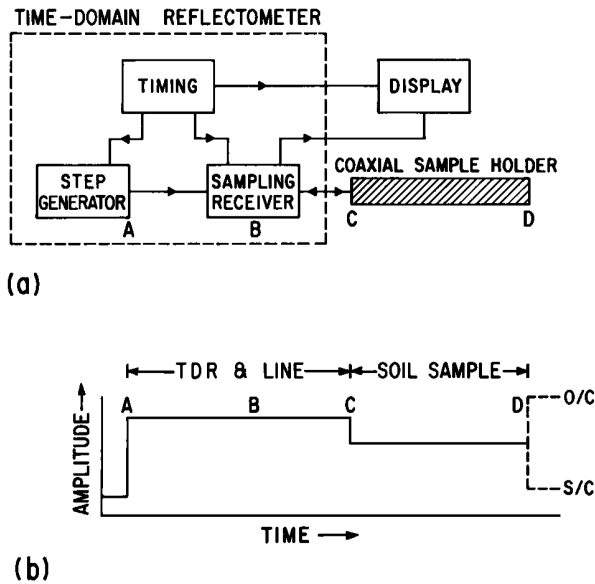 TIME-DOMAIN REFLECTOMETER
TIMING
DISPLAY
STEP
GENERATOR
SAMPLING
RECEIVER
COAXIAL SAMPLE HOLDER
A
B
C
D
(a)
TDR & LINE
SOIL SAMPLE
A
B
C
D
O/C
S/C
AMPLITUDE
TIME
(b)